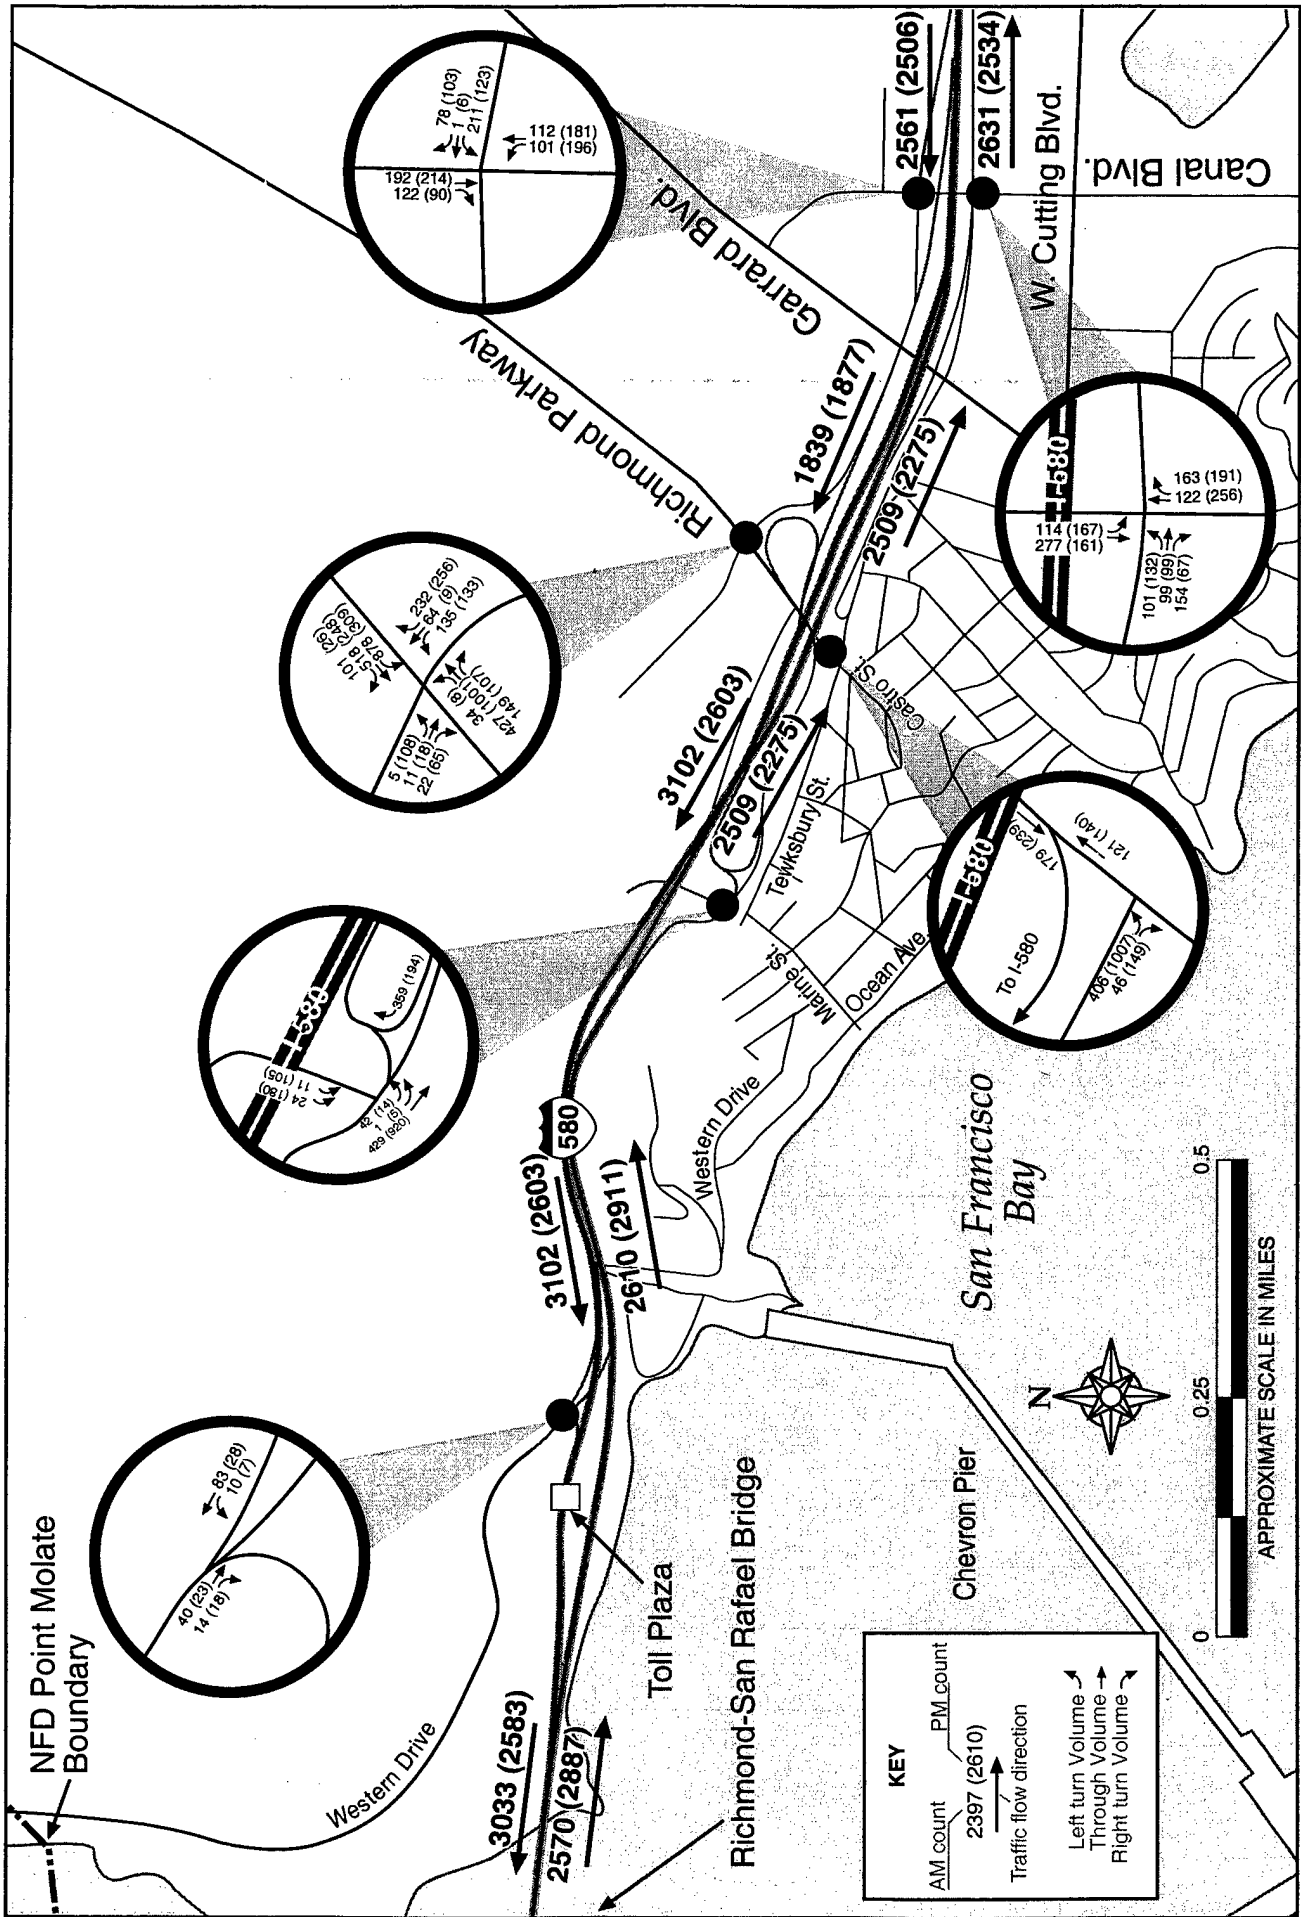 NFD Point Molate
Boundary
Western Drive
40 (23)
14 (18)
83 (28)
10 (7)
3033 (2583)
2570 (2887)
Toll Plaza
Richmond-San Rafael Bridge
3102 (2603)
2610 (2911)
580
Western Drive
I-580
24 (180)
11 (105)
42 (14)
1 (5)
429 (920)
359 (194)
Marine St.
Ocean Ave.
Tewksbury St.
Castro St.
3102 (2603)
2509 (2275)
101 (26)
518 (248)
878 (309)
232 (256)
64 (9)
135 (133)
5 (108)
11 (18)
22 (65)
34 (8)
427 (1001)
149 (107)
Richmond Parkway
1839 (1877)
2509 (2275)
Garrard Blvd.
78 (103)
1 (6)
211 (123)
192 (214)
122 (90)
112 (181)
101 (196)
2561 (2506)
2631 (2534)
W. Cutting Blvd.
Canal Blvd.
I-580
114 (167)
277 (161)
163 (191)
122 (256)
101 (132)
99 (99)
154 (67)
I-580
To I-580
179 (239)
121 (140)
406 (1007)
46 (149)
San Francisco
Bay
Chevron Pier
N
0
0.25
0.5
APPROXIMATE SCALE IN MILES
KEY
AM count
PM count
2397 (2610)
Traffic flow direction
Left turn Volume
Through Volume
Right turn Volume